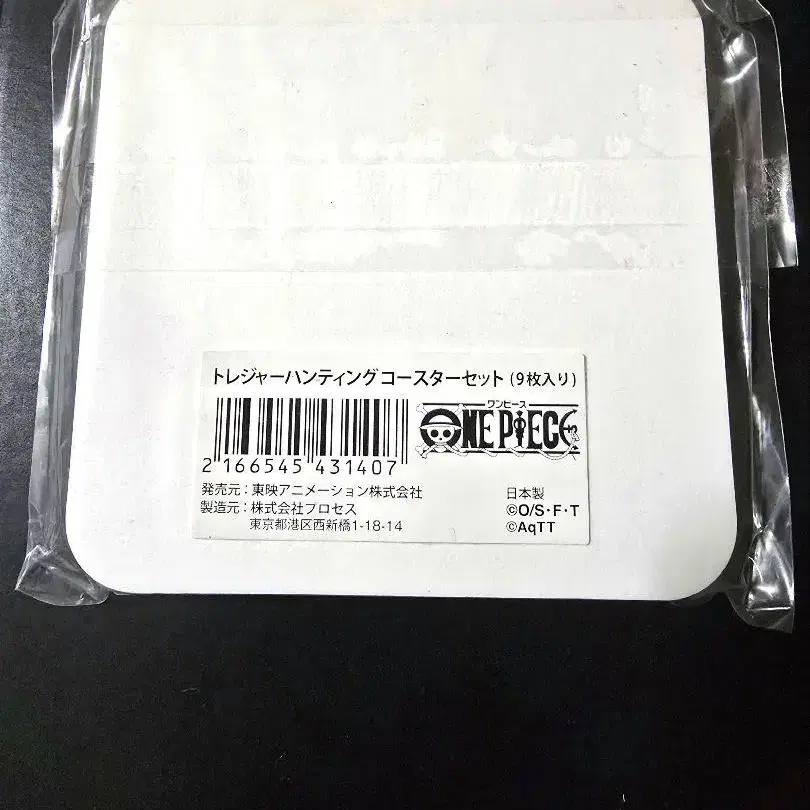 トレジャーハンティングコースターセット(9枚入り)
ワンピース
ONE PIECE
2 166545 431407
発売元：東映アニメーション株式会社
製造元：株式会社プロセス
東京都港区西新橋1-18-14
日本製
©O/S・F・T
©AqTT